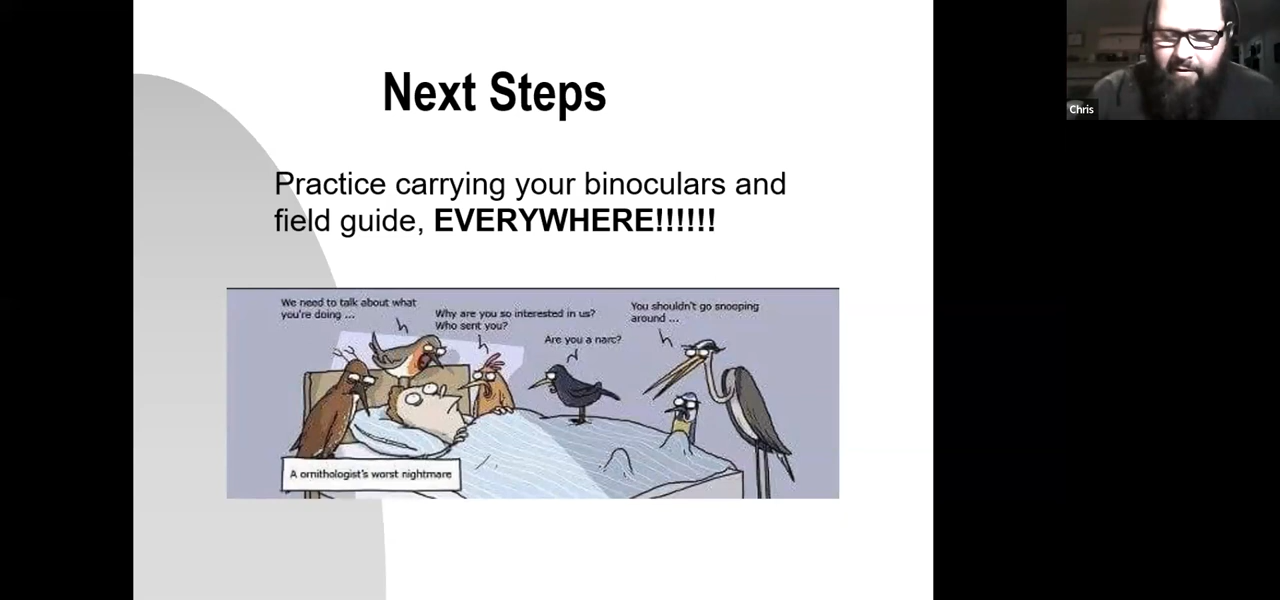 Next Steps
Practice carrying your binoculars and
field guide, EVERYWHERE!!!!!!
We need to talk about what
you're doing ...
Why are you so interested in us?
Who sent you?
Are you a narc?
You shouldn't go snooping
around ...
A ornithologist's worst nightmare
Chris